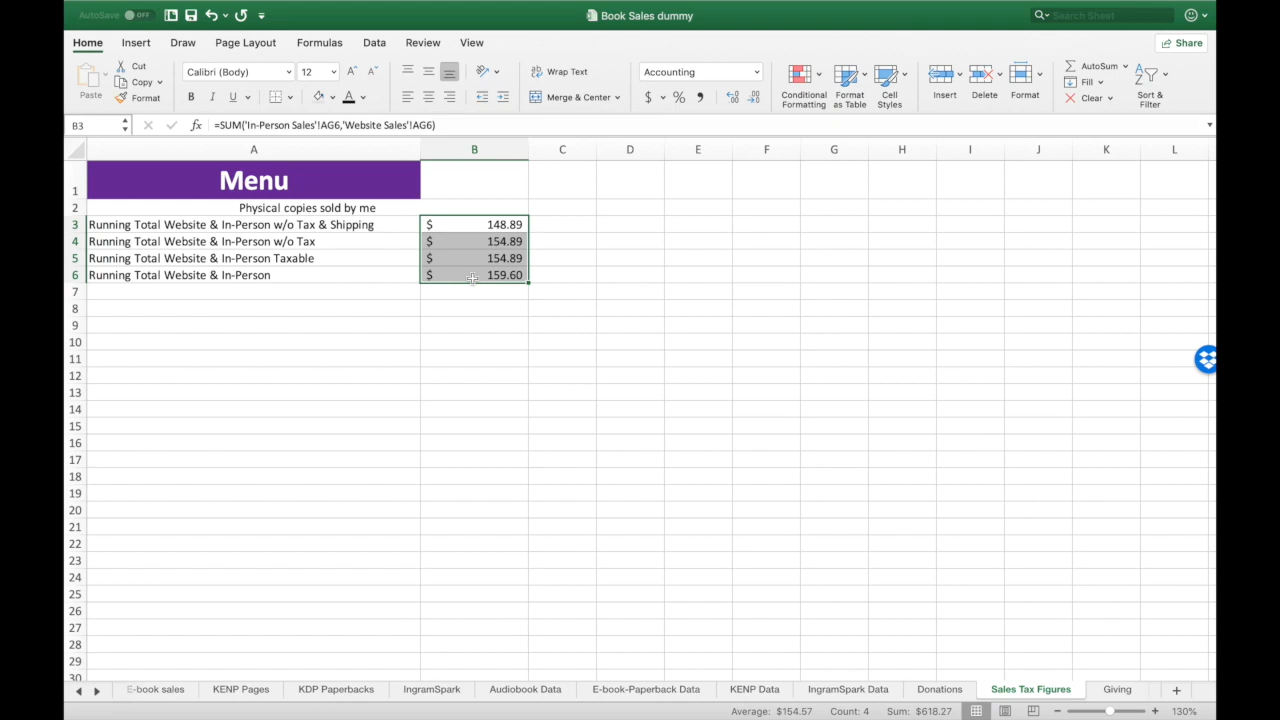 AutoSave OFF Book Sales dummy Search Sheet
Home Insert Draw Page Layout Formulas Data Review View Share
Paste Cut Copy Format
Calibri (Body) 12
B I U A
Wrap Text
Merge & Center
Accounting
$ %
Conditional Formatting
Format as Table
Cell Styles
Insert Delete Format
AutoSum
Fill
Clear
Sort & Filter
B3 fx =SUM('In-Person Sales'!AG6,'Website Sales'!AG6)
A B C D E F G H I J K L
1 Menu
2 Physical copies sold by me
3 Running Total Website & In-Person w/o Tax & Shipping $ 148.89
4 Running Total Website & In-Person w/o Tax $ 154.89
5 Running Total Website & In-Person Taxable $ 154.89
6 Running Total Website & In-Person $ 159.60
7
8
9
10
11
12
13
14
15
16
17
18
19
20
21
22
23
24
25
26
27
28
29
30
E-book sales KENP Pages KDP Paperbacks IngramSpark Audiobook Data E-book-Paperback Data KENP Data IngramSpark Data Donations Sales Tax Figures Giving +
Average: $154.57 Count: 4 Sum: $618.27 130%